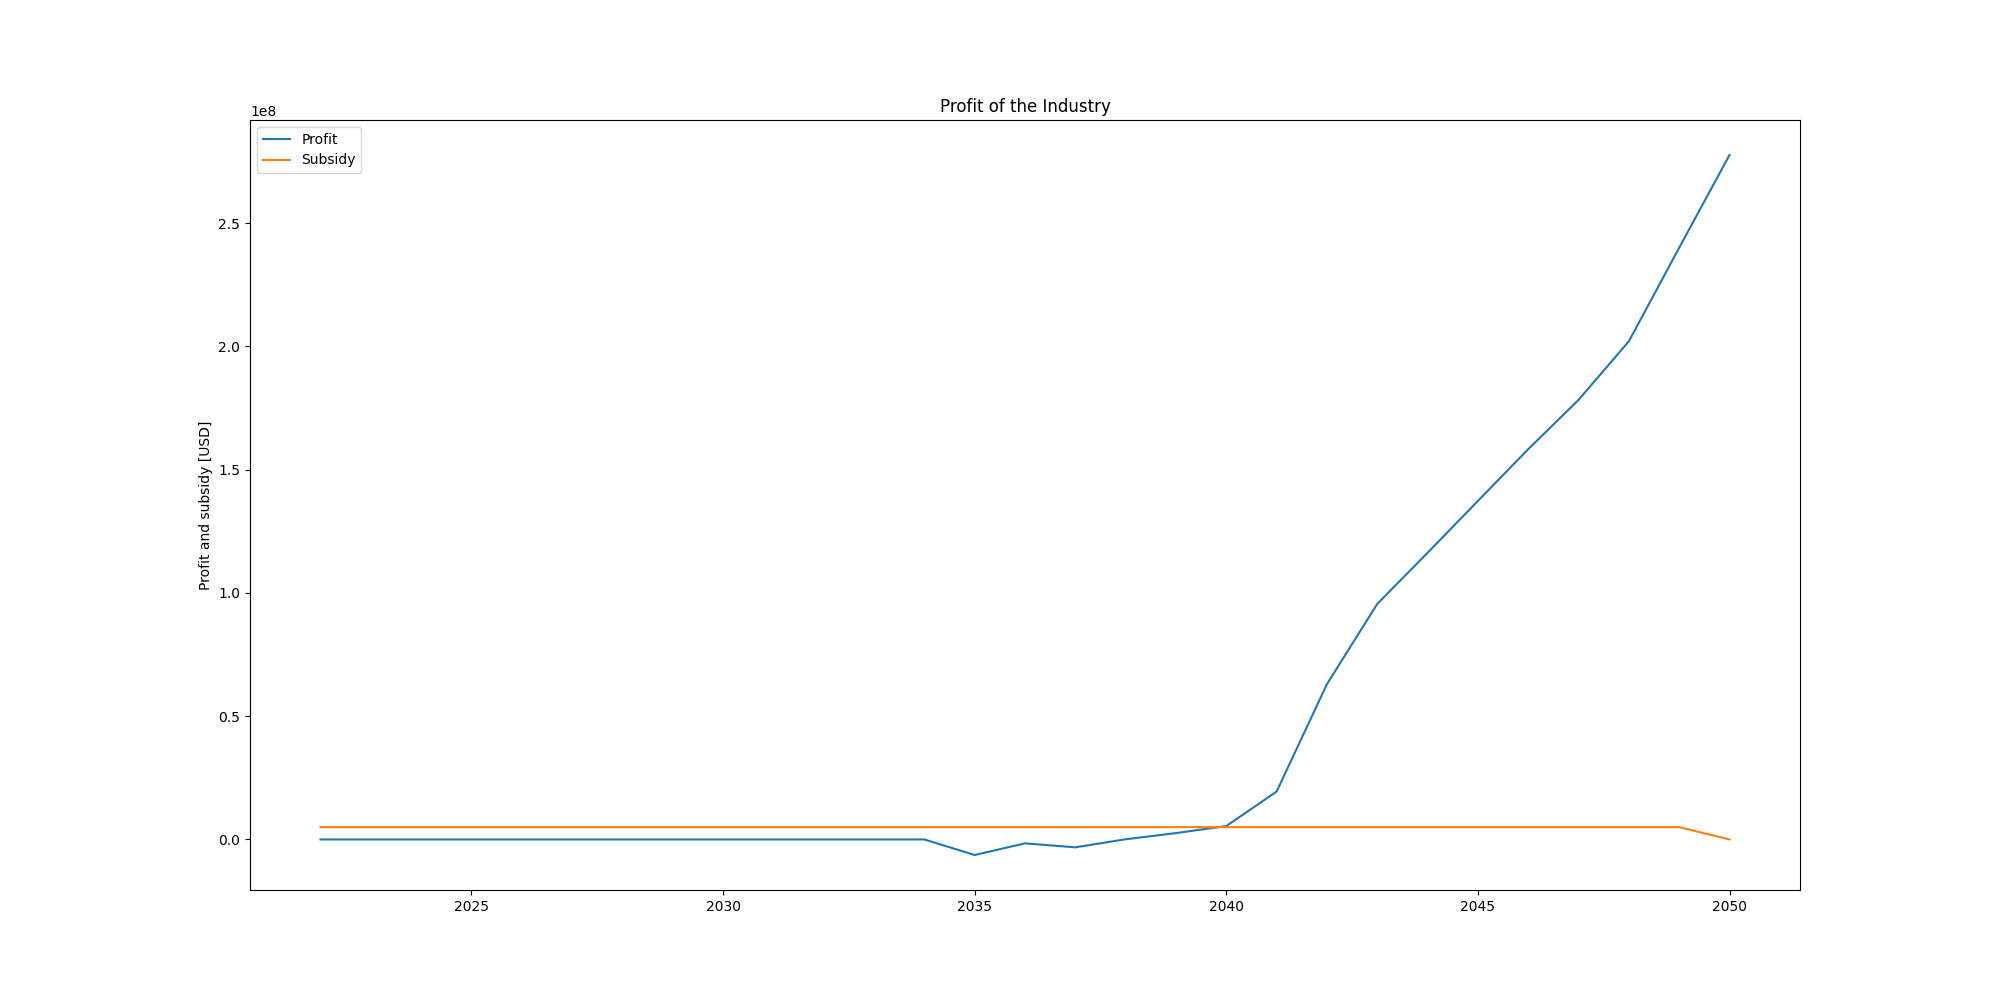 Profit of the Industry
1e8
Profit
Subsidy
2.5
2.0
1.5
1.0
0.5
0.0
Profit and subsidy [USD]
2025 2030 2035 2040 2045 2050